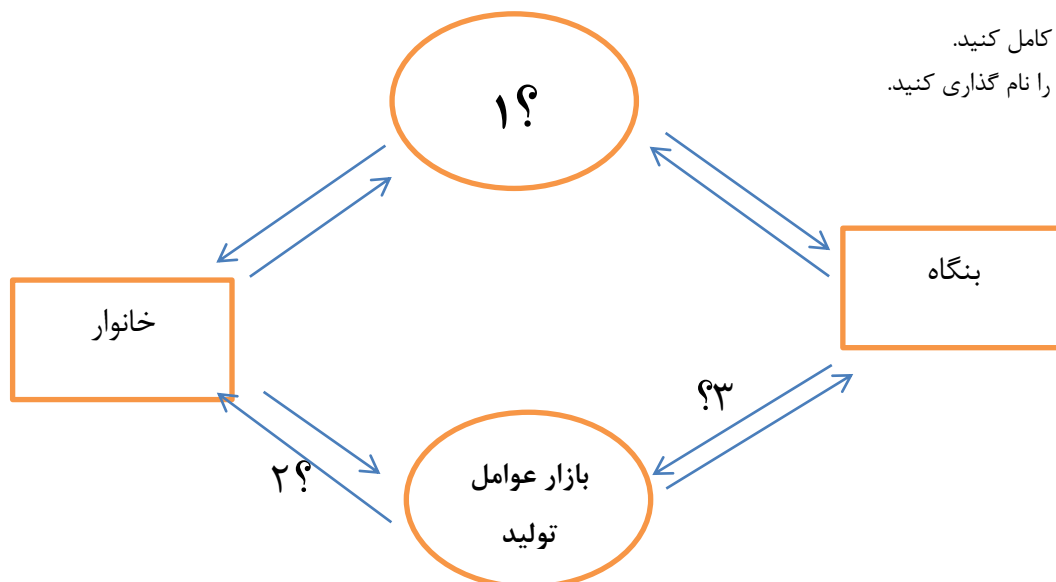 کامل کنید.
را نام گذاری کنید.
۱؟
بنگاه
خانوار
۳؟
۲؟
بازار عوامل
تولید